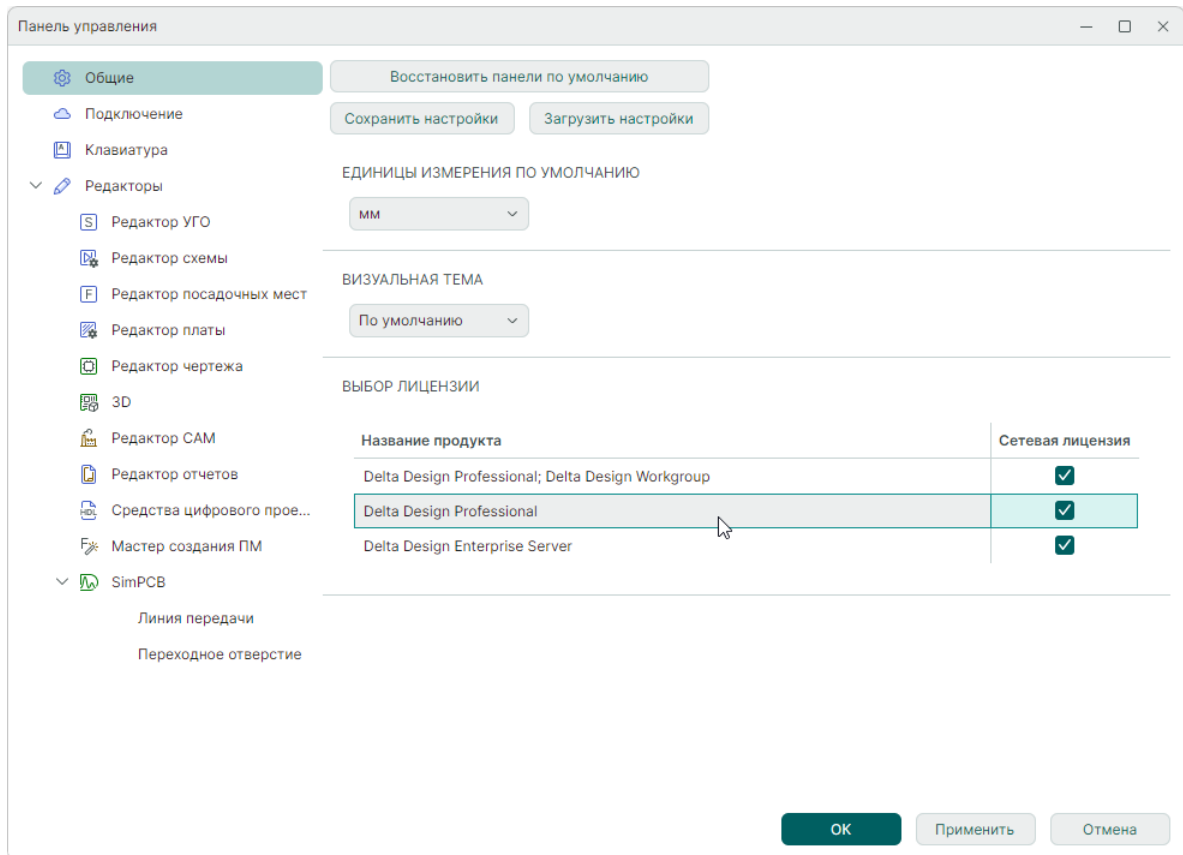 Панель управления
Общие
Подключение
Клавиатура
Редакторы
Редактор УГО
Редактор схемы
Редактор посадочных мест
Редактор платы
Редактор чертежа
3D
Редактор CAM
Редактор отчетов
Средства цифрового прое...
Мастер создания ПМ
SimPCB
Линия передачи
Переходное отверстие
Восстановить панели по умолчанию
Сохранить настройки
Загрузить настройки
ЕДИНИЦЫ ИЗМЕРЕНИЯ ПО УМОЛЧАНИЮ
мм
ВИЗУАЛЬНАЯ ТЕМА
По умолчанию
ВЫБОР ЛИЦЕНЗИИ
Название продукта Сетевая лицензия
Delta Design Professional; Delta Design Workgroup
Delta Design Professional
Delta Design Enterprise Server
ОК Применить Отмена